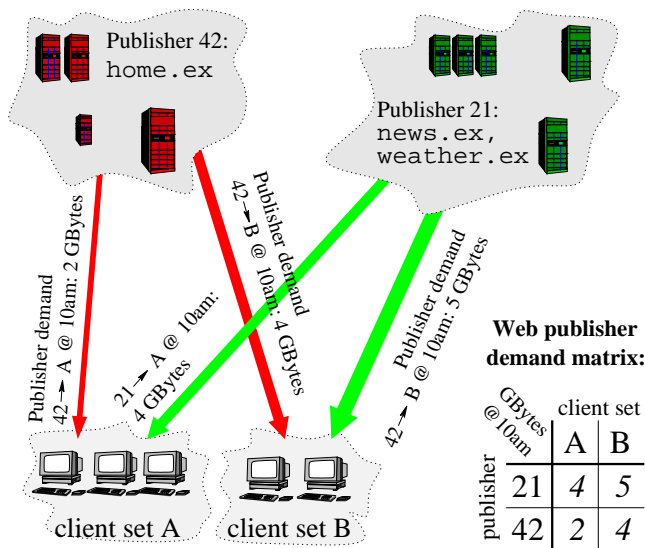 Publisher 42:
home.ex
Publisher 21:
news.ex,
weather.ex
Publisher demand
42→A @ 10am: 2 GBytes
21→A @ 10am:
4 GBytes
Publisher demand
42→B @ 10am: 4 GBytes
Publisher demand
42→B @ 10am: 5 GBytes
client set A
client set B
Web publisher
demand matrix:
GBytes
@10am
client set
A B
publisher
21 4 5
42 2 4